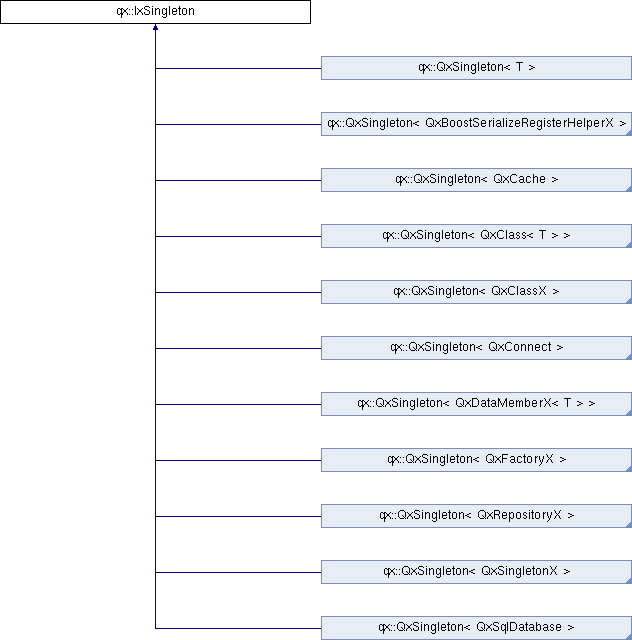 qx::IxSingleton
qx::QxSingleton< T >
qx::QxSingleton< QxBoostSerializeRegisterHelperX >
qx::QxSingleton< QxCache >
qx::QxSingleton< QxClass< T > >
qx::QxSingleton< QxClassX >
qx::QxSingleton< QxConnect >
qx::QxSingleton< QxDataMemberX< T > >
qx::QxSingleton< QxFactoryX >
qx::QxSingleton< QxRepositoryX >
qx::QxSingleton< QxSingletonX >
qx::QxSingleton< QxSqlDatabase >